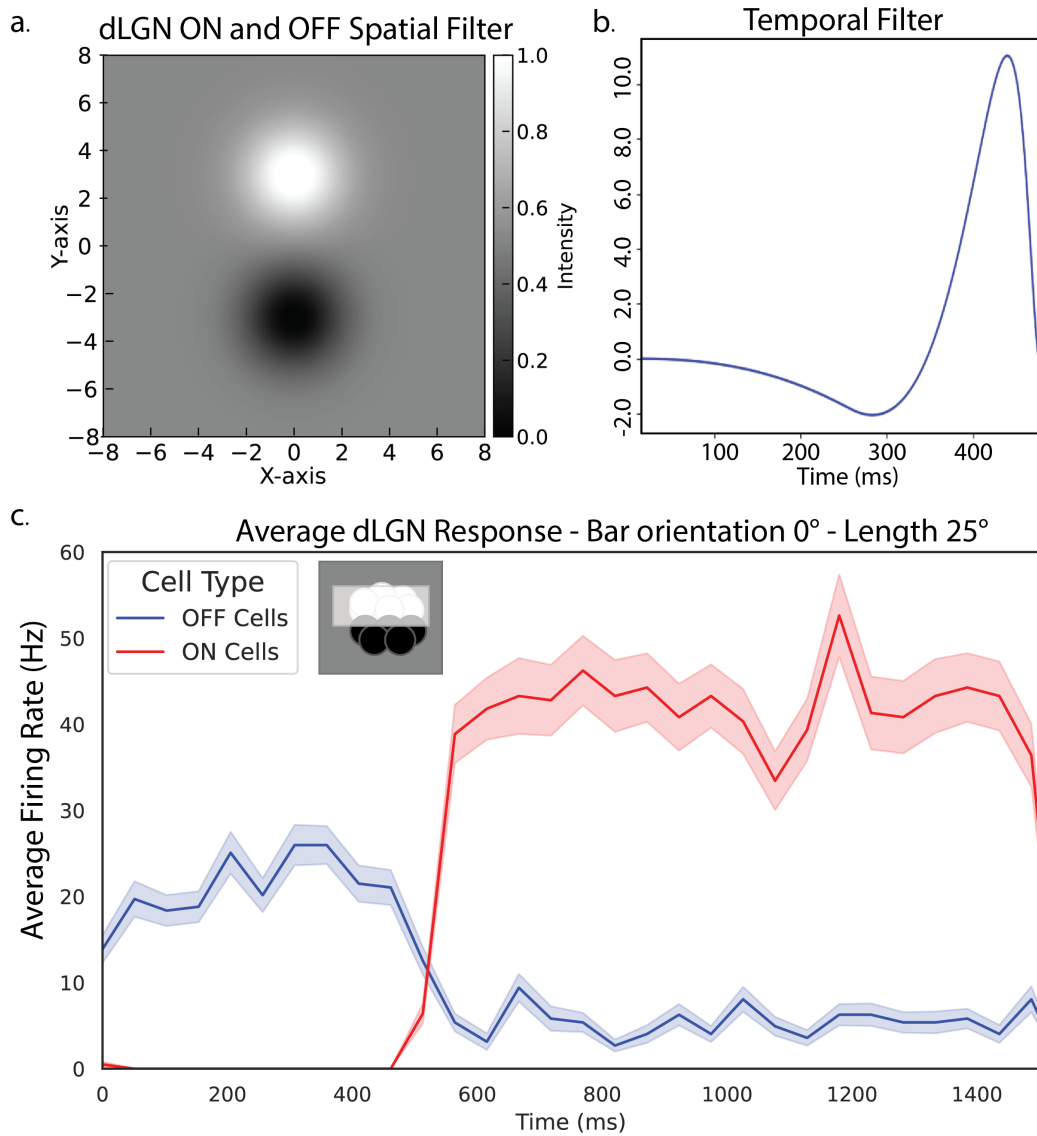 a.
dLGN ON and OFF Spatial Filter
8
6
4
2
0
−2
−4
−6
−8
Y-axis
−8 −6 −4 −2 0 2 4 6 8
X-axis
1.0
0.8
0.6
0.4
0.2
0.0
Intensity
b.
Temporal Filter
10.0
8.0
6.0
4.0
2.0
0.0
-2.0
100 200 300 400
Time (ms)
c.
Average dLGN Response - Bar orientation 0° - Length 25°
Cell Type
OFF Cells
ON Cells
60
50
40
30
20
10
0
Average Firing Rate (Hz)
0 200 400 600 800 1000 1200 1400
Time (ms)